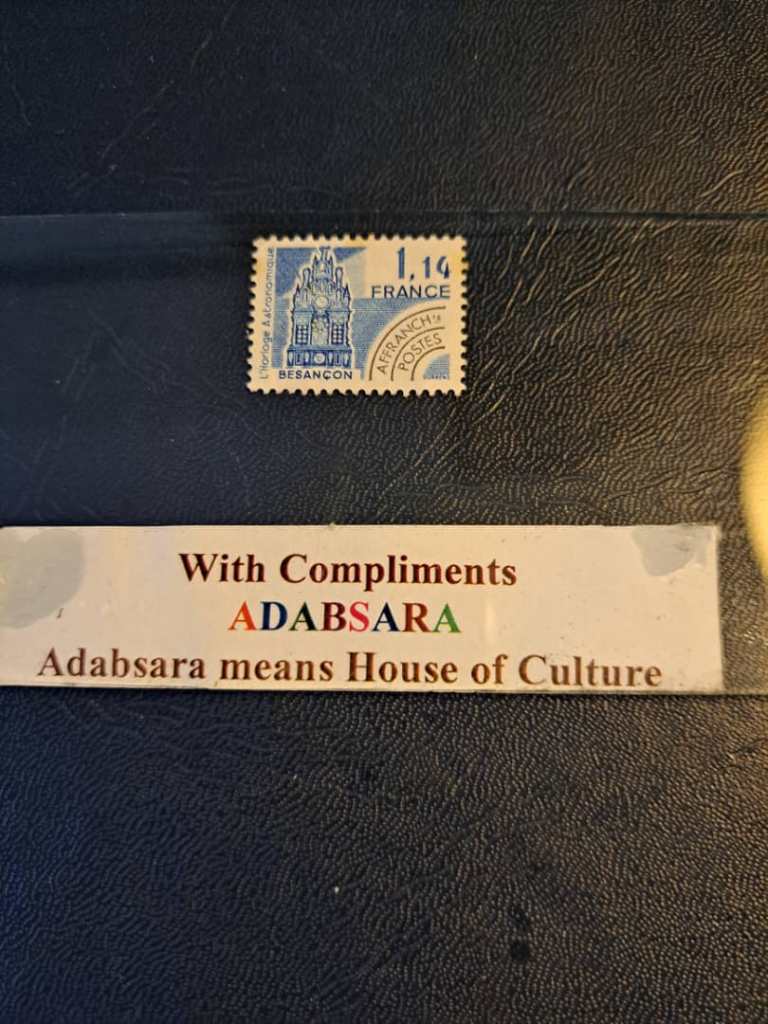 L'Horloge Astronomique
1,14
FRANCE
AFFRANCHts
POSTES
BESANÇON
With Compliments
ADABSARA
Adabsara means House of Culture